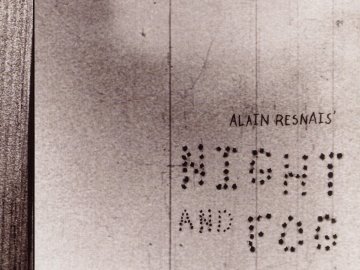 ALAIN RESNAIS'
NIGHT
AND FOG